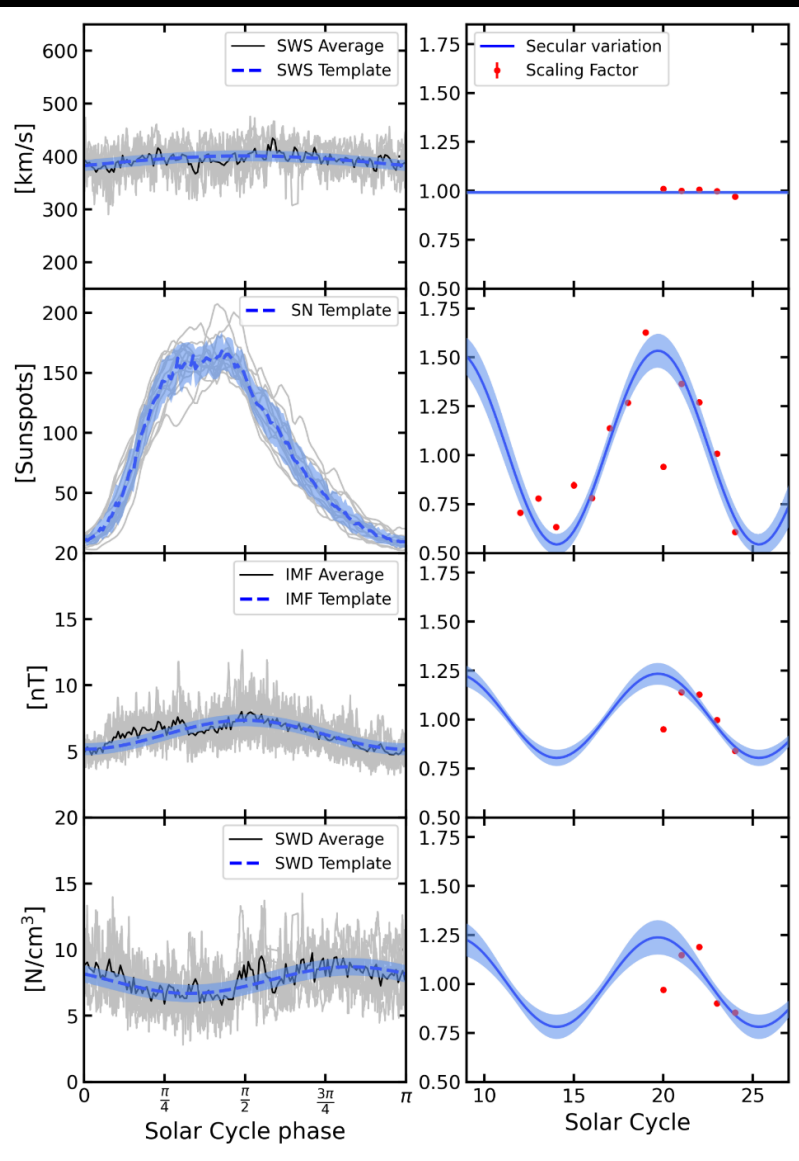 SWS Average
SWS Template
[km/s]
600
500
400
300
200
Secular variation
Scaling Factor
1.75
1.50
1.25
1.00
0.75
0.50
SN Template
[Sunspots]
200
150
100
50
1.75
1.50
1.25
1.00
0.75
0.50
IMF Average
IMF Template
[nT]
20
15
10
5
1.75
1.50
1.25
1.00
0.75
0.50
SWD Average
SWD Template
[N/cm³]
20
15
10
5
0
1.75
1.50
1.25
1.00
0.75
0.50
0 π/4 π/2 3π/4 π
Solar Cycle phase
10 15 20 25
Solar Cycle